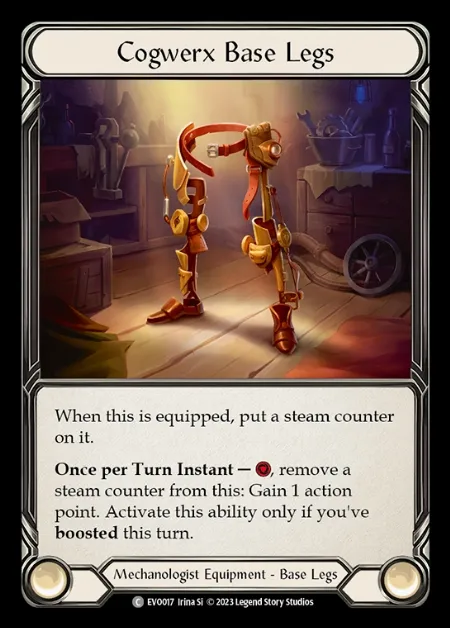 Cogwerx Base Legs
When this is equipped, put a steam counter
on it.
Once per Turn Instant — , remove a
steam counter from this: Gain 1 action
point. Activate this ability only if you've
boosted this turn.
Mechanologist Equipment - Base Legs
C EVO017 Irina Si © 2023 Legend Story Studios